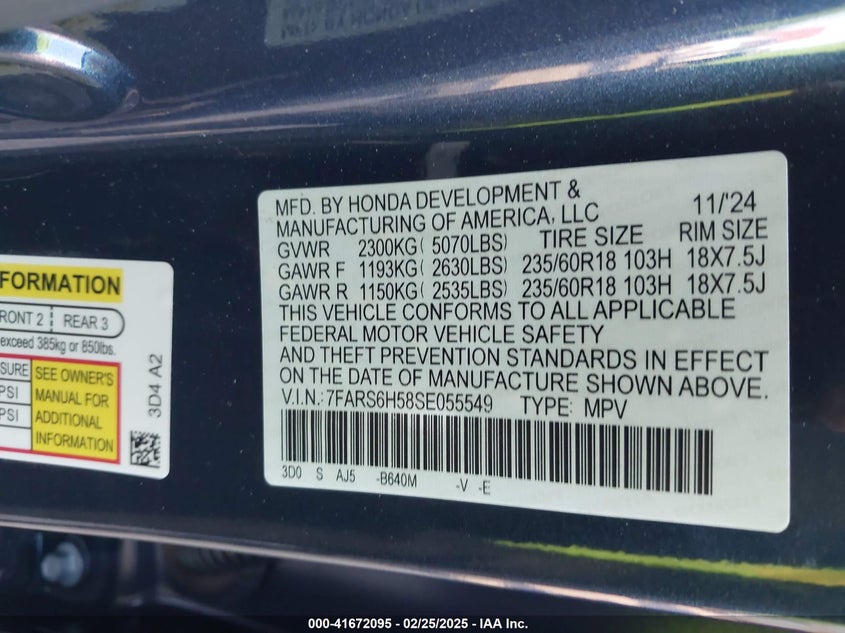 MFD. BY HONDA DEVELOPMENT &
MANUFACTURING OF AMERICA, LLC 11/'24
GVWR 2300KG( 5070LBS) TIRE SIZE RIM SIZE
GAWR F 1193KG( 2630LBS) 235/60R18 103H 18X7.5J
GAWR R 1150KG( 2535LBS) 235/60R18 103H 18X7.5J
THIS VEHICLE CONFORMS TO ALL APPLICABLE
FEDERAL MOTOR VEHICLE SAFETY
AND THEFT PREVENTION STANDARDS IN EFFECT
ON THE DATE OF MANUFACTURE SHOWN ABOVE.
V.I.N.: 7FARS6H58SE055549 TYPE: MPV
3D0 S AJ5 -B640M -V -E
FORMATION
RONT 2 REAR 3
exceed 385kg or 850lbs.
SURE SEE OWNER'S
PSI MANUAL FOR
PSI ADDITIONAL
INFORMATION
3D4 A2
000-41672095 - 02/25/2025 - IAA Inc.